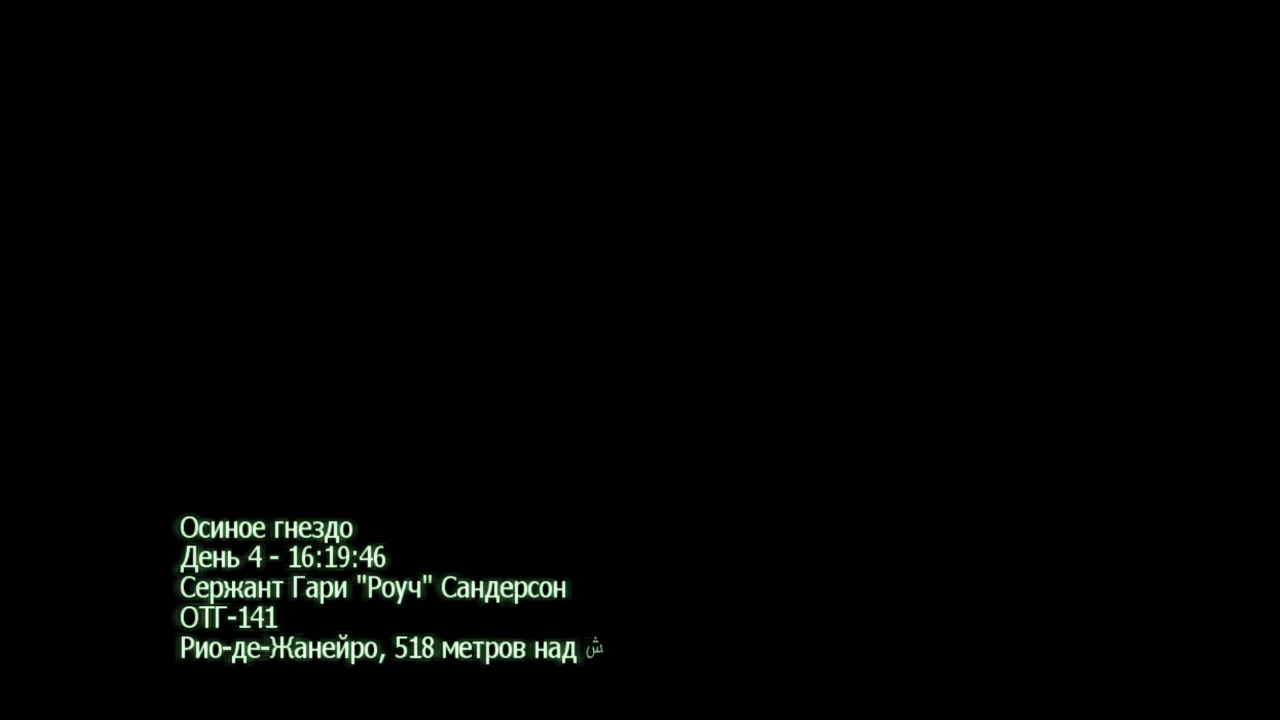 Осиное гнездо
День 4 - 16:19:46
Сержант Гари "Роуч" Сандерсон
ОТГ-141
Рио-де-Жанейро, 518 метров над ش